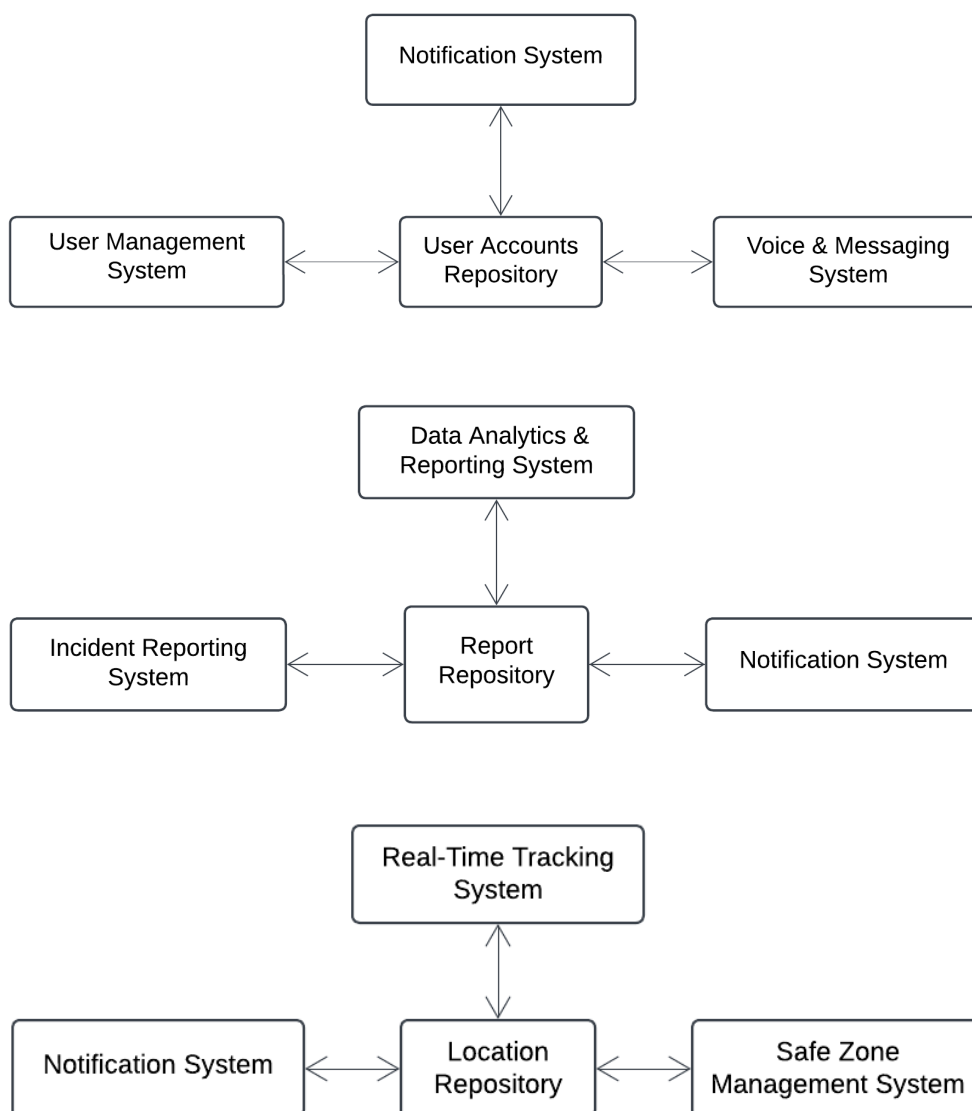 Notification System
User Management
System
User Accounts
Repository
Voice & Messaging
System
Data Analytics &
Reporting System
Incident Reporting
System
Report
Repository
Notification System
Real-Time Tracking
System
Notification System
Location
Repository
Safe Zone
Management System